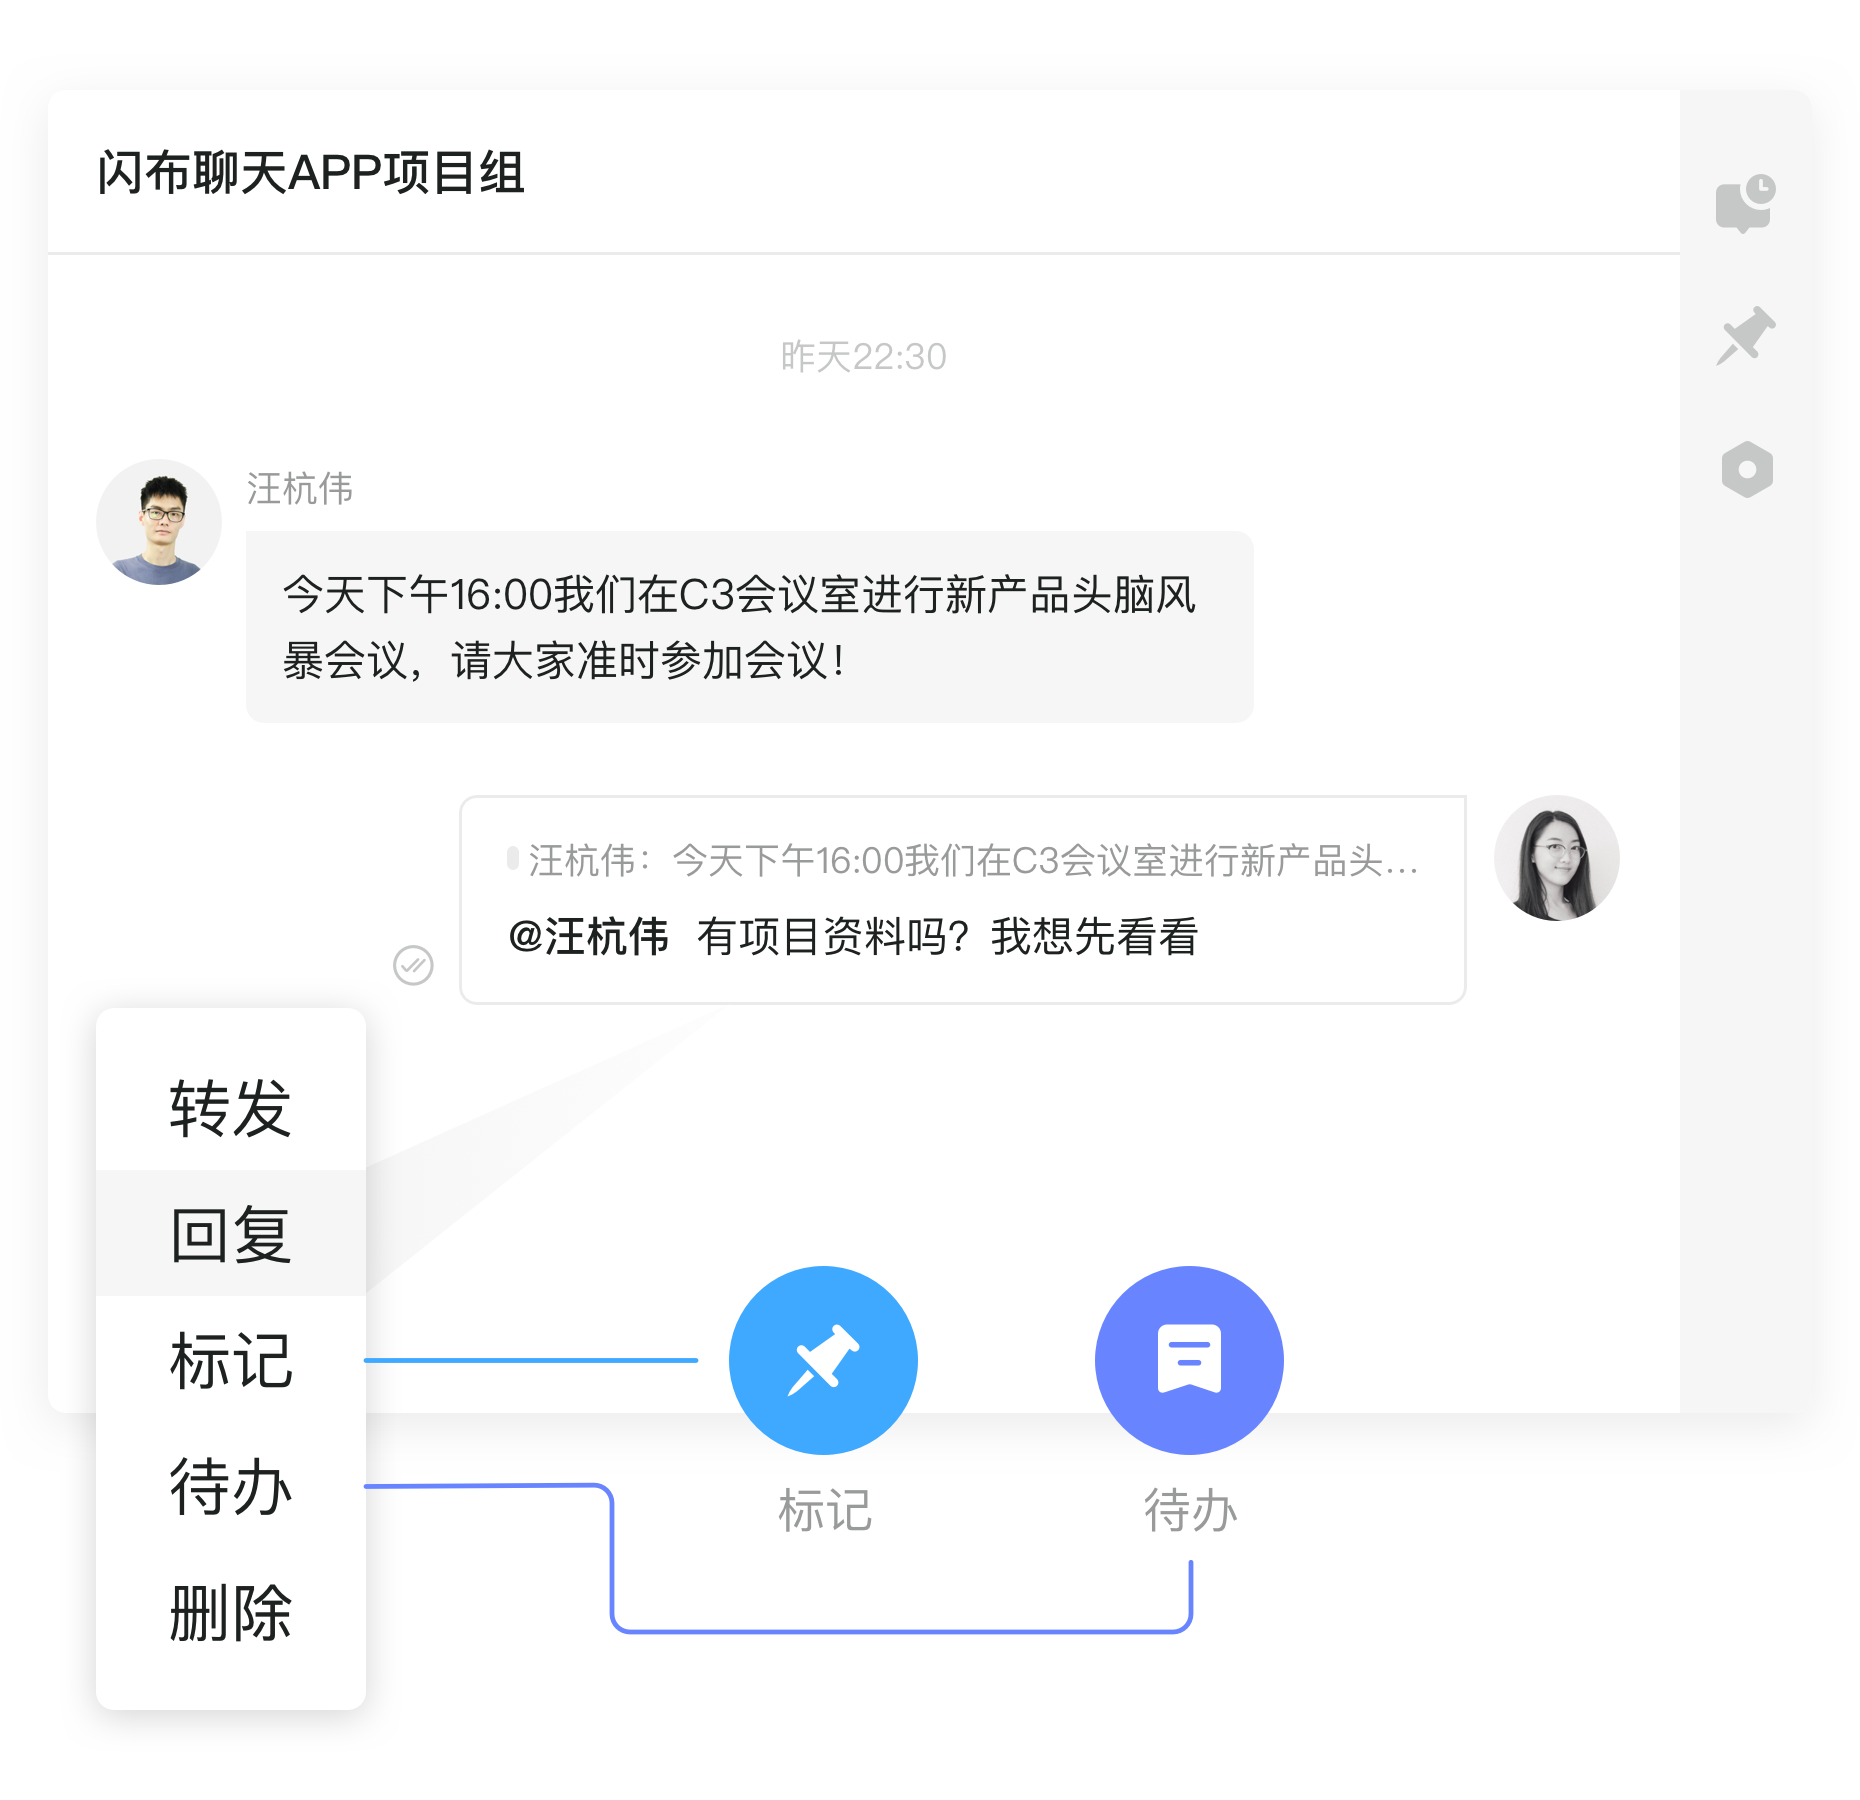 闪布聊天APP项目组
昨天22:30
汪杭伟
今天下午16:00我们在C3会议室进行新产品头脑风
暴会议，请大家准时参加会议！
汪杭伟：今天下午16:00我们在C3会议室进行新产品头...
@汪杭伟 有项目资料吗？我想先看看
转发
回复
标记
待办
删除
标记
待办